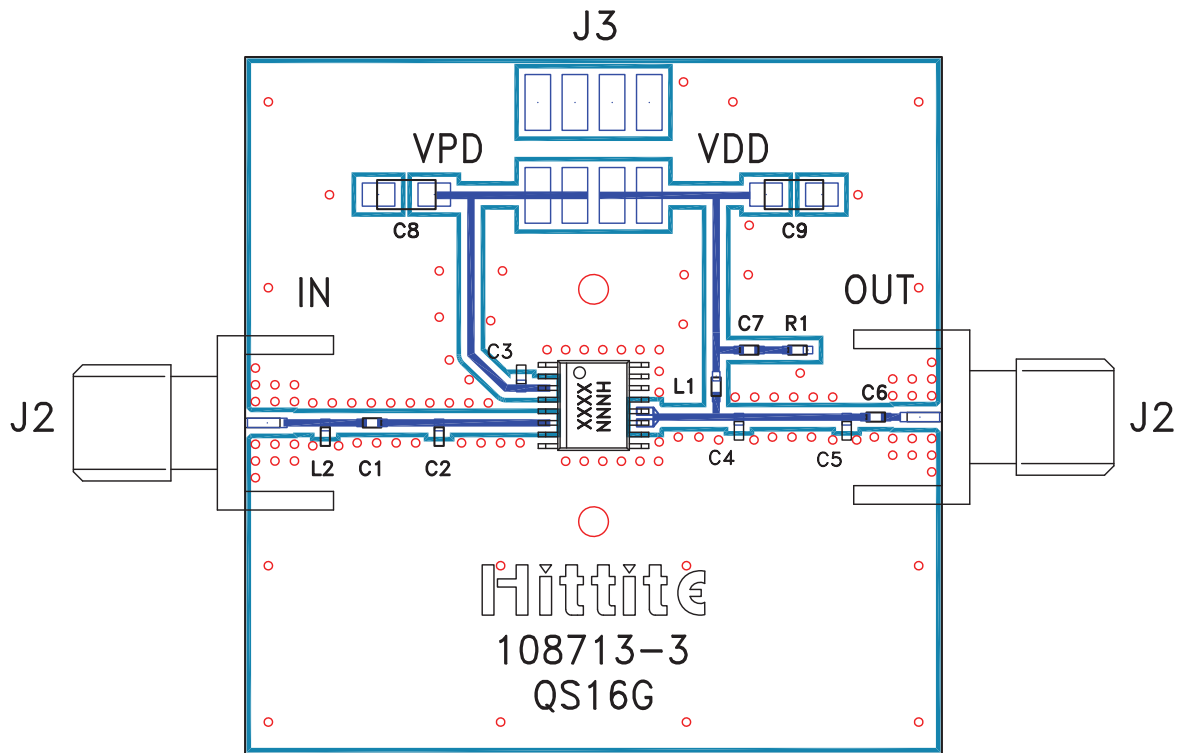 J3
VPD
VDD
C8
C9
IN
OUT
C7 R1
C3
L1
C6
J2
HNNN
XXXX
J2
L2 C1 C2
C4
C5
Hittite
108713-3
QS16G